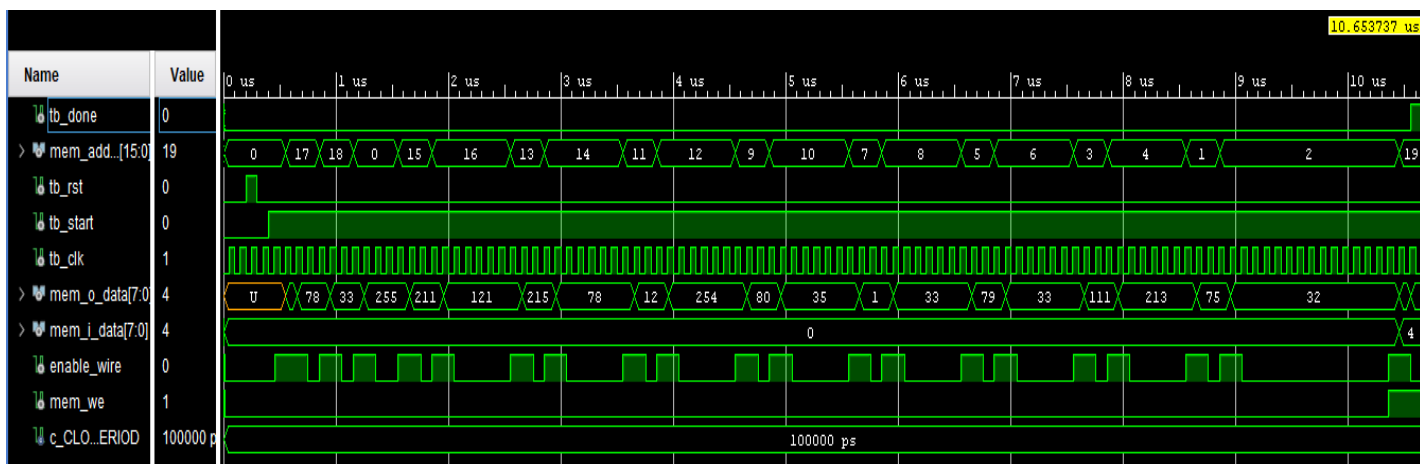 10.653737 us
Name Value 0 us 1 us 2 us 3 us 4 us 5 us 6 us 7 us 8 us 9 us 10 us
tb_done 0
mem_add...[15:0] 19 0 17 18 0 15 16 13 14 11 12 9 10 7 8 5 6 3 4 1 2 19
tb_rst 0
tb_start 0
tb_clk 1
mem_o_data[7:0] 4 U 78 33 255 211 121 215 78 12 254 80 35 1 33 79 33 111 213 75 32
mem_i_data[7:0] 4 0 4
enable_wire 0
mem_we 1
c_CLO...ERIOD 100000 p 100000 ps